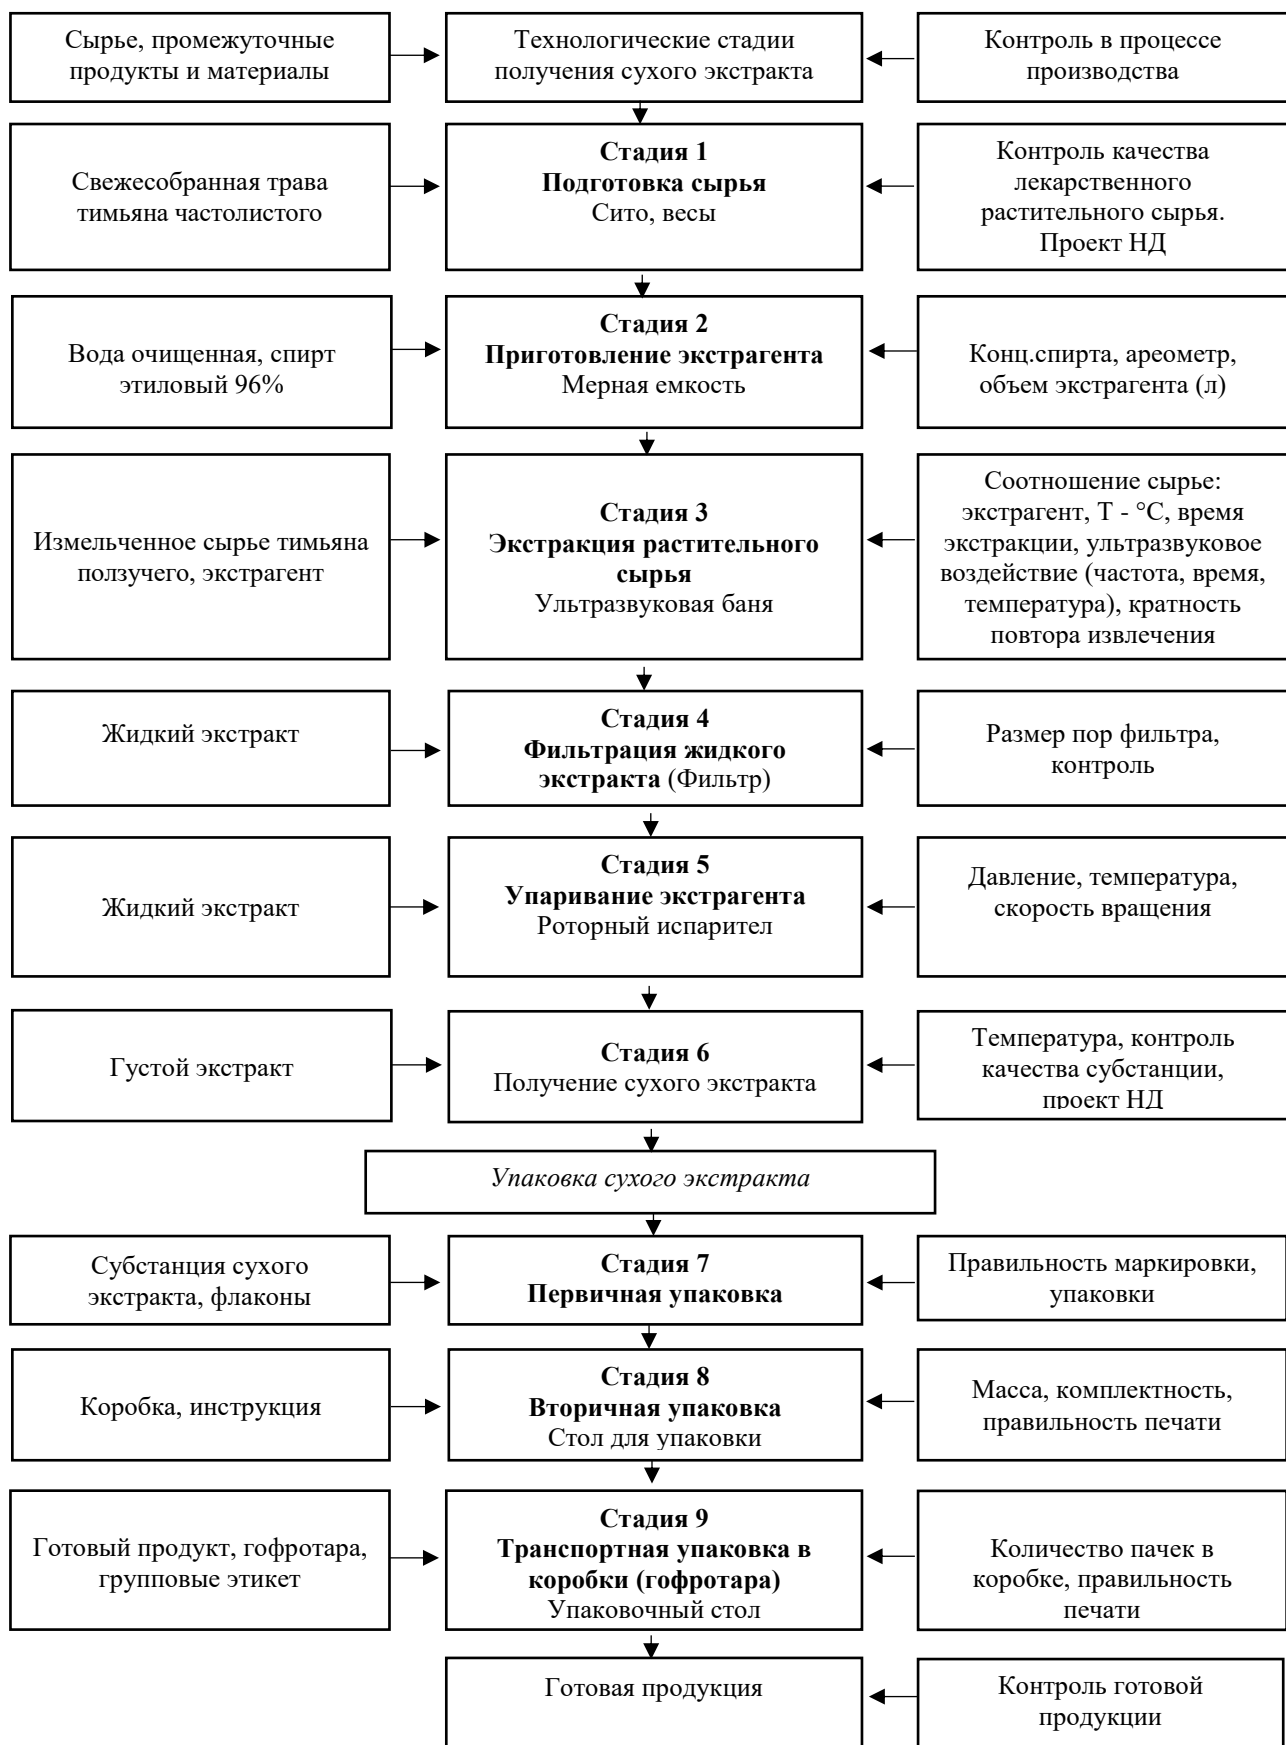 Сырье, промежуточные
продукты и материалы
Технологические стадии
получения сухого экстракта
Контроль в процессе
производства
Свежесобранная трава
тимьяна частолистого
Стадия 1
Подготовка сырья
Сито, весы
Контроль качества
лекарственного
растительного сырья.
Проект НД
Вода очищенная, спирт
этиловый 96%
Стадия 2
Приготовление экстрагента
Мерная емкость
Конц.спирта, ареометр,
объем экстрагента (л)
Измельченное сырье тимьяна
ползучего, экстрагент
Стадия 3
Экстракция растительного
сырья
Ультразвуковая баня
Соотношение сырье:
экстрагент, Т - °С, время
экстракции, ультразвуковое
воздействие (частота, время,
температура), кратность
повтора извлечения
Жидкий экстракт
Стадия 4
Фильтрация жидкого
экстракта (Фильтр)
Размер пор фильтра,
контроль
Жидкий экстракт
Стадия 5
Упаривание экстрагента
Роторный испарител
Давление, температура,
скорость вращения
Густой экстракт
Стадия 6
Получение сухого экстракта
Температура, контроль
качества субстанции,
проект НД
Упаковка сухого экстракта
Субстанция сухого
экстракта, флаконы
Стадия 7
Первичная упаковка
Правильность маркировки,
упаковки
Коробка, инструкция
Стадия 8
Вторичная упаковка
Стол для упаковки
Масса, комплектность,
правильность печати
Готовый продукт, гофротара,
групповые этикет
Стадия 9
Транспортная упаковка в
коробки (гофротара)
Упаковочный стол
Количество пачек в
коробке, правильность
печати
Готовая продукция
Контроль готовой
продукции